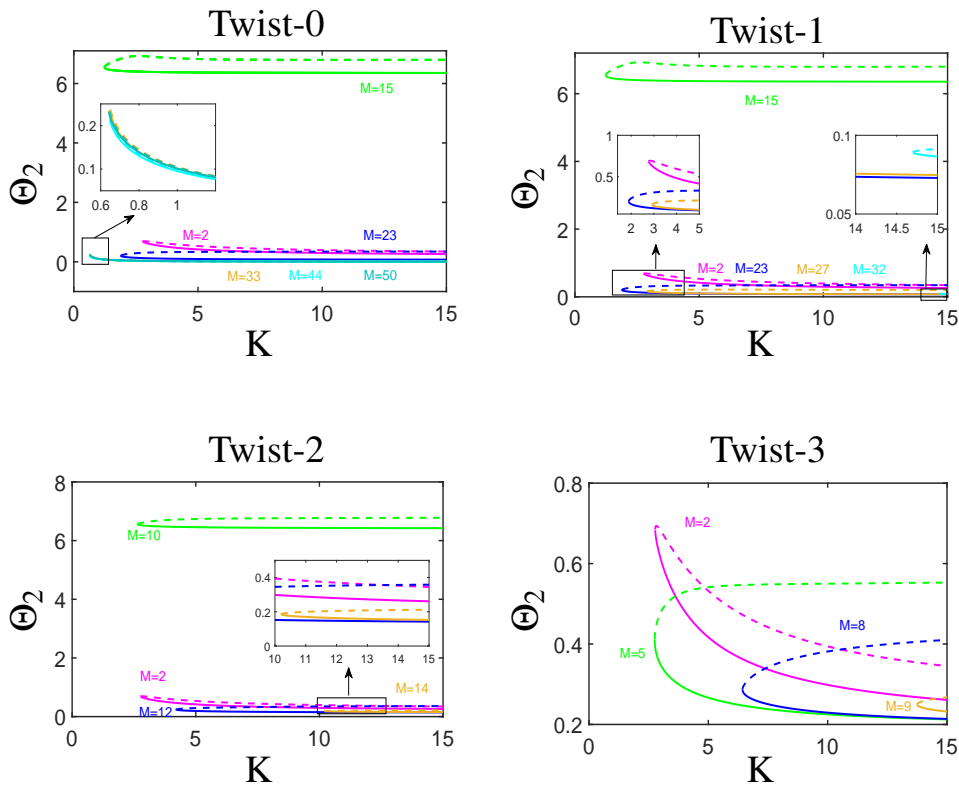 Twist-0
Θ2
6
4
2
0
M=15
0.2
0.1
0.6 0.8 1
M=2 M=23
M=33 M=44 M=50
0 5 10 15
K
Twist-1
Θ2
6
4
2
0
M=15
1
0.5
2 3 4 5
0.1
0.05
14 14.5 15
M=2 M=23 M=27 M=32
0 5 10 15
K
Twist-2
Θ2
8
6
4
2
0
M=10
0.4
0.2
0
10 11 12 13 14 15
M=2 M=14
M=12
0 5 10 15
K
Twist-3
Θ2
0.8
0.6
0.4
0.2
M=2
M=8
M=5
M=9
0 5 10 15
K